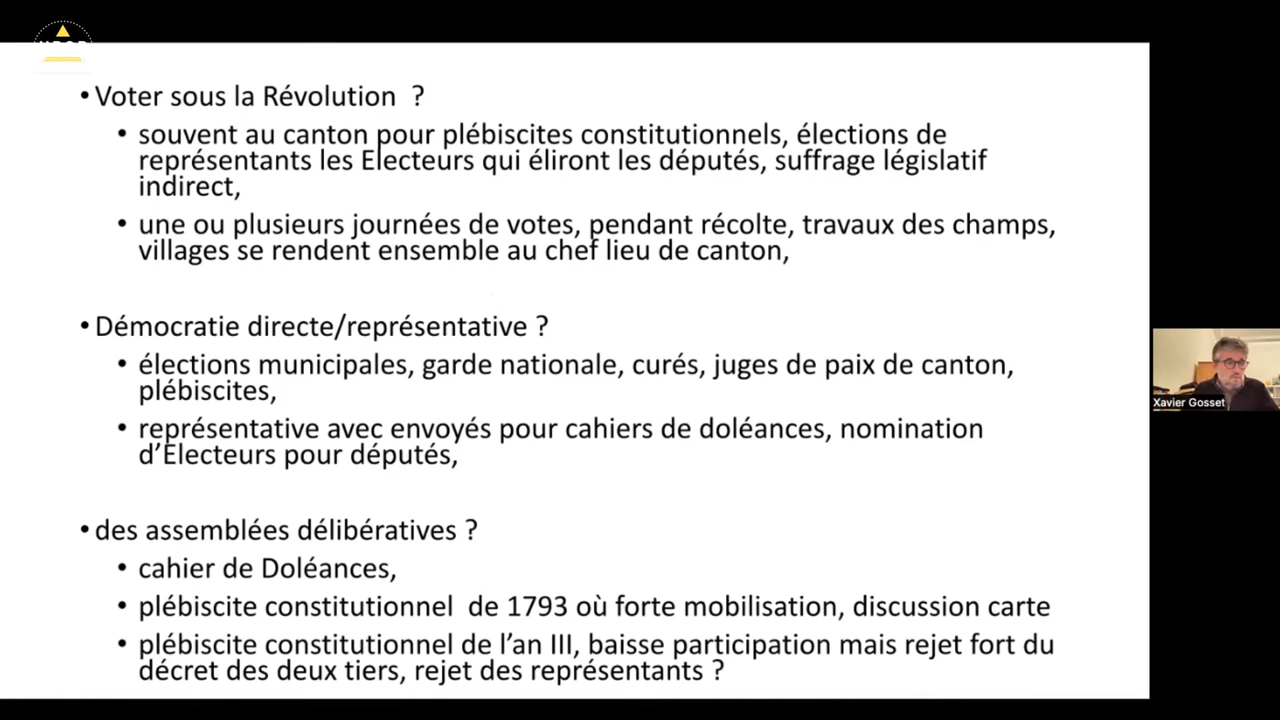 • Voter sous la Révolution ?
• souvent au canton pour plébiscites constitutionnels, élections de
représentants les Electeurs qui éliront les députés, suffrage législatif
indirect,
• une ou plusieurs journées de votes, pendant récolte, travaux des champs,
villages se rendent ensemble au chef lieu de canton,
• Démocratie directe/représentative ?
• élections municipales, garde nationale, curés, juges de paix de canton,
plébiscites,
• représentative avec envoyés pour cahiers de doléances, nomination
d’Electeurs pour députés,
Xavier Gosset
• des assemblées délibératives ?
• cahier de Doléances,
• plébiscite constitutionnel de 1793 où forte mobilisation, discussion carte
• plébiscite constitutionnel de l’an III, baisse participation mais rejet fort du
décret des deux tiers, rejet des représentants ?